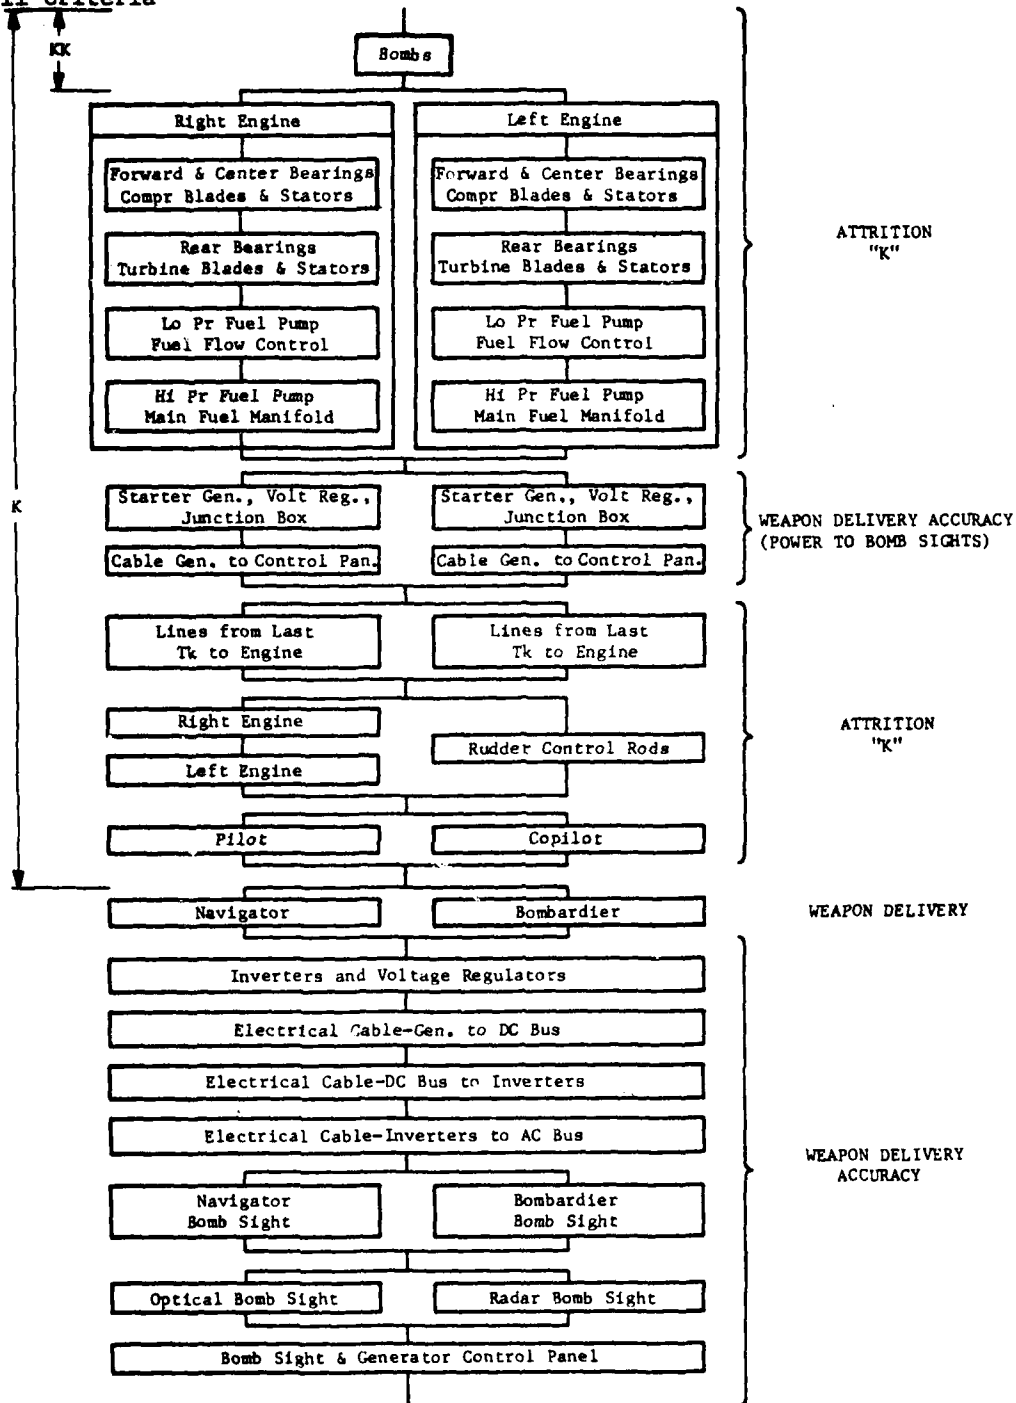 Criteria
KK
Bombs
Right Engine
Left Engine
Forward & Center Bearings
Compr Blades & Stators
Forward & Center Bearings
Compr Blades & Stators
Rear Bearings
Turbine Blades & Stators
Rear Bearings
Turbine Blades & Stators
ATTRITION
"K"
Lo Pr Fuel Pump
Fuel Flow Control
Lo Pr Fuel Pump
Fuel Flow Control
Hi Pr Fuel Pump
Main Fuel Manifold
Hi Pr Fuel Pump
Main Fuel Manifold
K
Starter Gen., Volt Reg.,
Junction Box
Starter Gen., Volt Reg.,
Junction Box
WEAPON DELIVERY ACCURACY
(POWER TO BOMB SIGHTS)
Cable Gen. to Control Pan.
Cable Gen. to Control Pan.
Lines from Last
Tk to Engine
Lines from Last
Tk to Engine
Right Engine
Left Engine
Rudder Control Rods
ATTRITION
"K"
Pilot
Copilot
Navigator
Bombardier
WEAPON DELIVERY
Inverters and Voltage Regulators
Electrical Cable-Gen. to DC Bus
Electrical Cable-DC Bus to Inverters
Electrical Cable-Inverters to AC Bus
WEAPON DELIVERY
ACCURACY
Navigator
Bomb Sight
Bombardier
Bomb Sight
Optical Bomb Sight
Radar Bomb Sight
Bomb Sight & Generator Control Panel